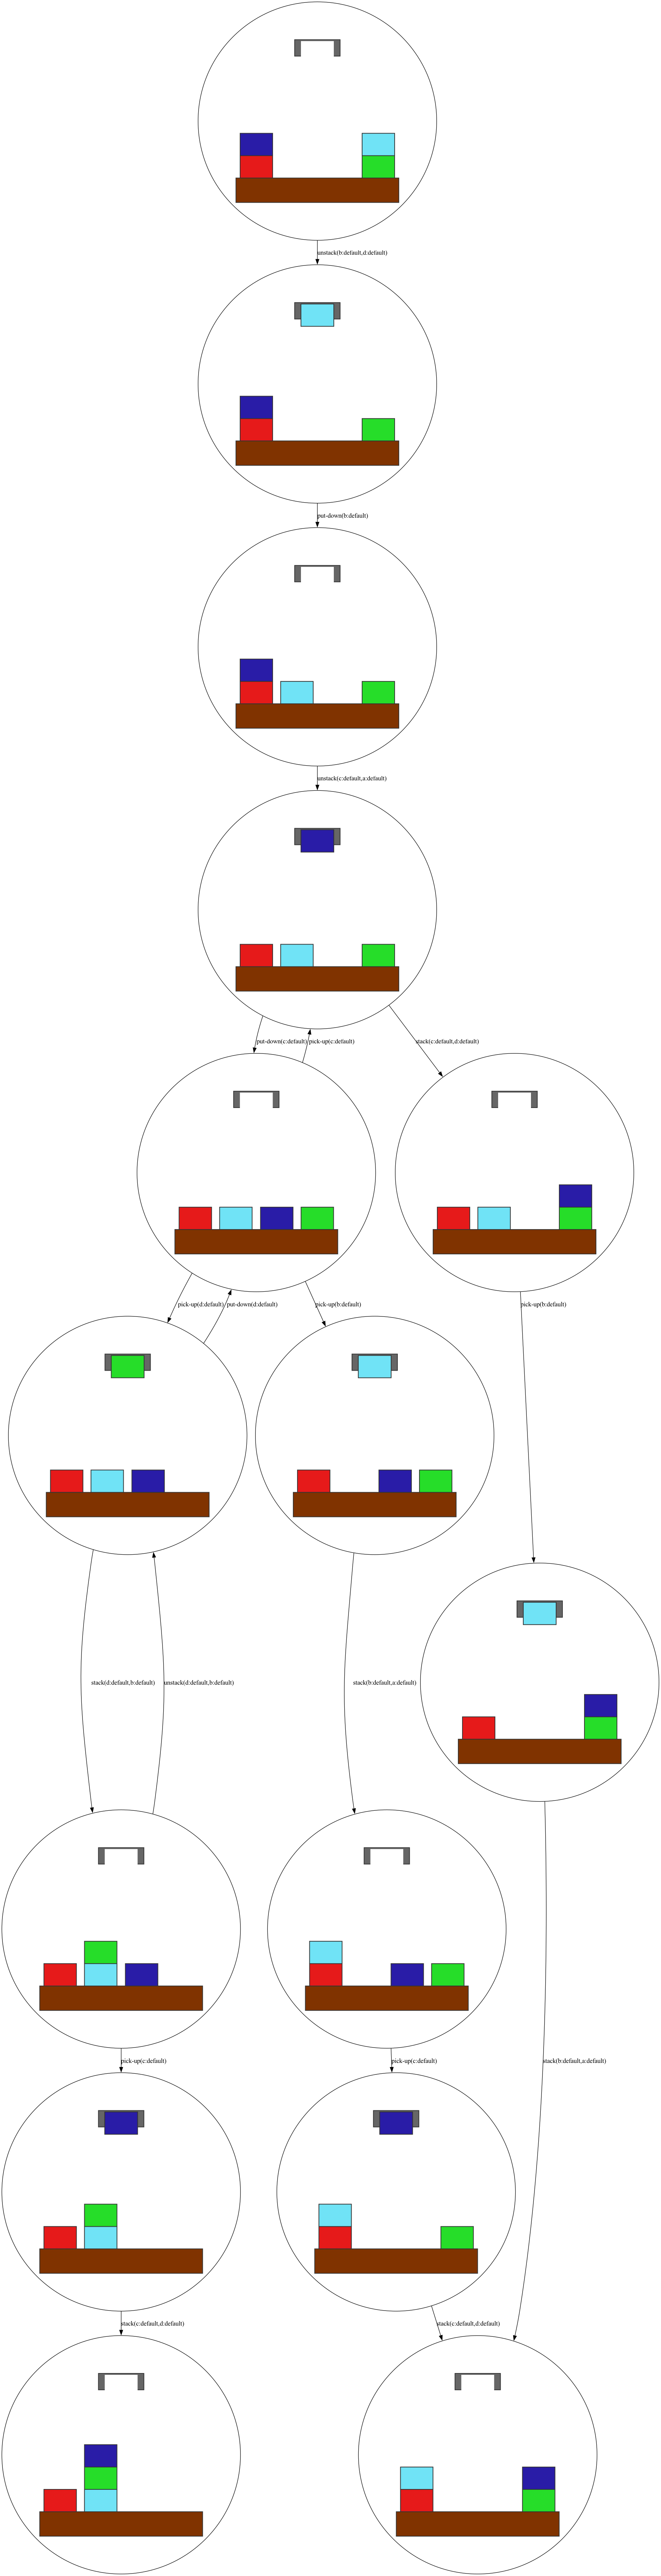 unstack(b:default,d:default)
put-down(b:default)
unstack(c:default,a:default)
put-down(c:default)
pick-up(c:default)
stack(c:default,d:default)
pick-up(d:default)
put-down(d:default)
pick-up(b:default)
pick-up(b:default)
stack(d:default,b:default)
unstack(d:default,b:default)
stack(b:default,a:default)
pick-up(c:default)
pick-up(c:default)
stack(b:default,a:default)
stack(c:default,d:default)
stack(c:default,d:default)